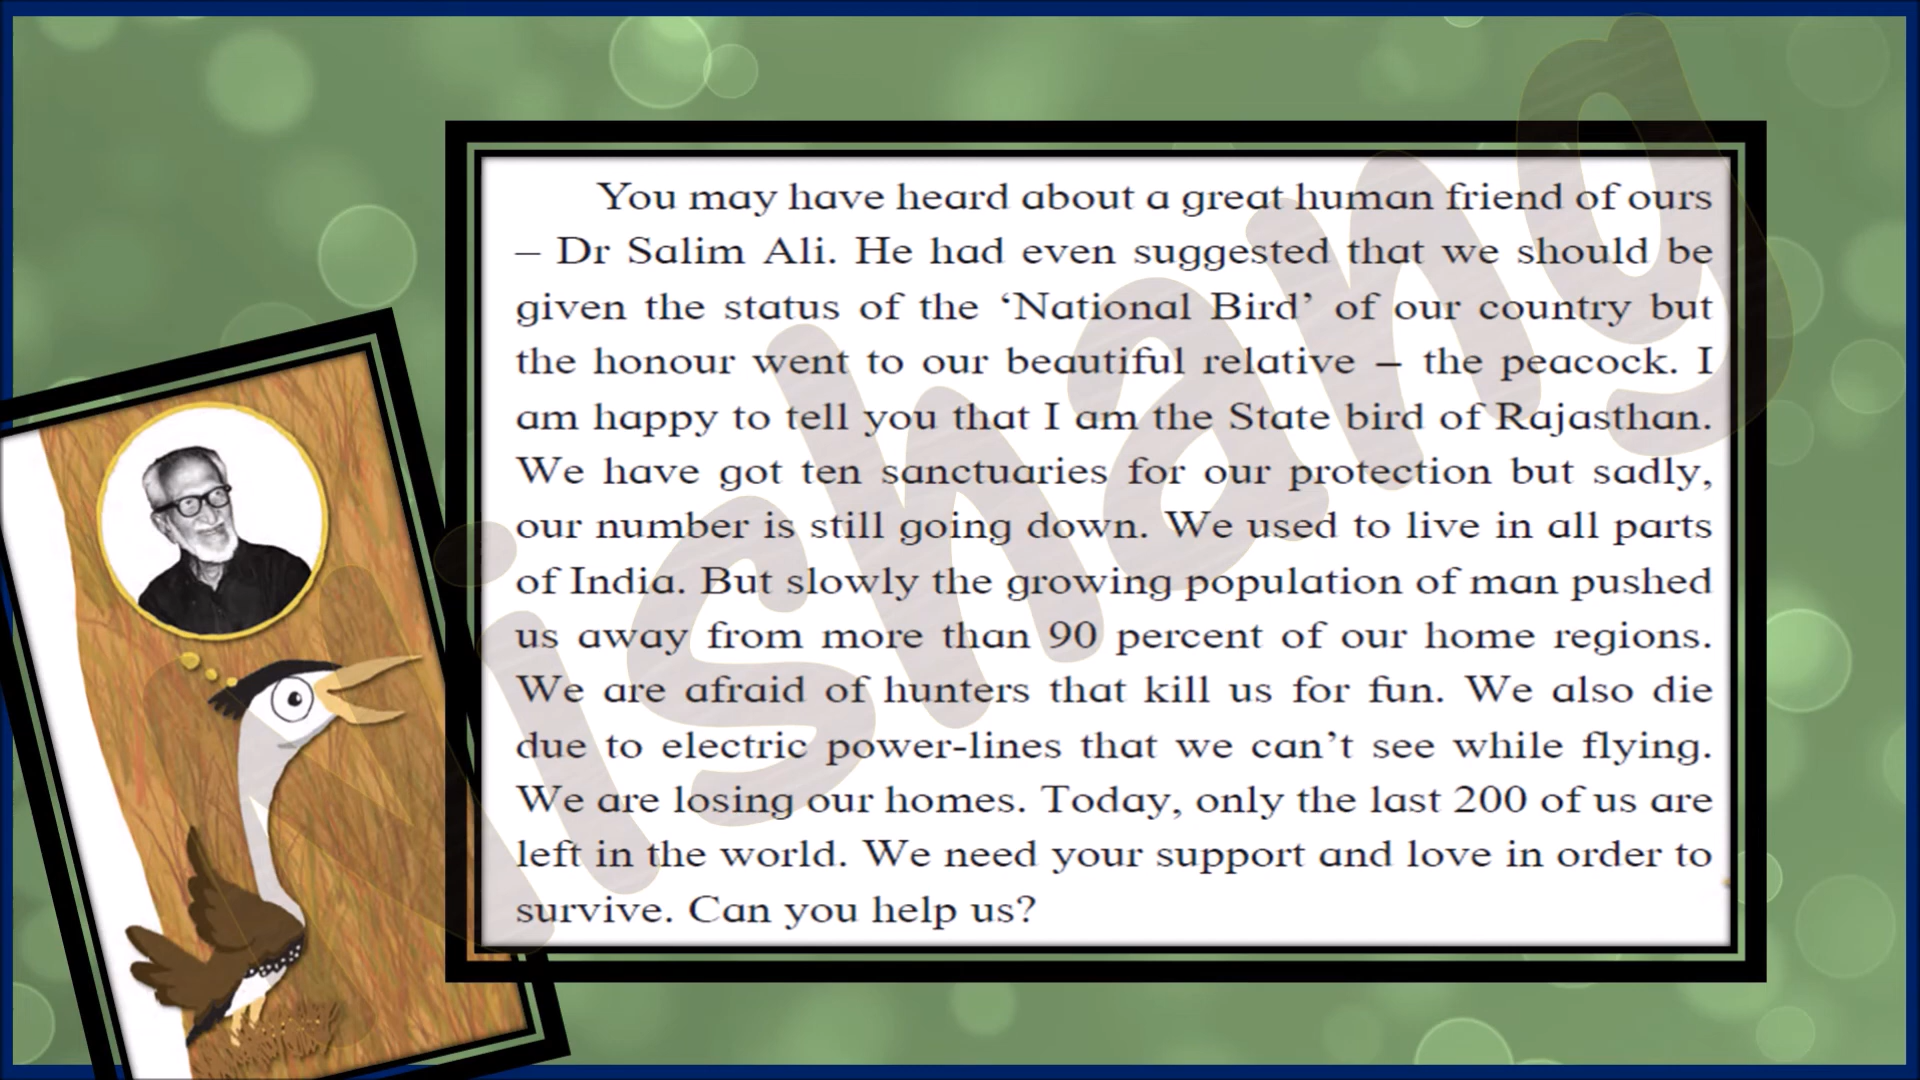 You may have heard about a great human friend of ours
– Dr Salim Ali. He had even suggested that we should be
given the status of the ‘National Bird’ of our country but
the honour went to our beautiful relative – the peacock. I
am happy to tell you that I am the State bird of Rajasthan.
We have got ten sanctuaries for our protection but sadly,
our number is still going down. We used to live in all parts
of India. But slowly the growing population of man pushed
us away from more than 90 percent of our home regions.
We are afraid of hunters that kill us for fun. We also die
due to electric power-lines that we can’t see while flying.
We are losing our homes. Today, only the last 200 of us are
left in the world. We need your support and love in order to
survive. Can you help us?